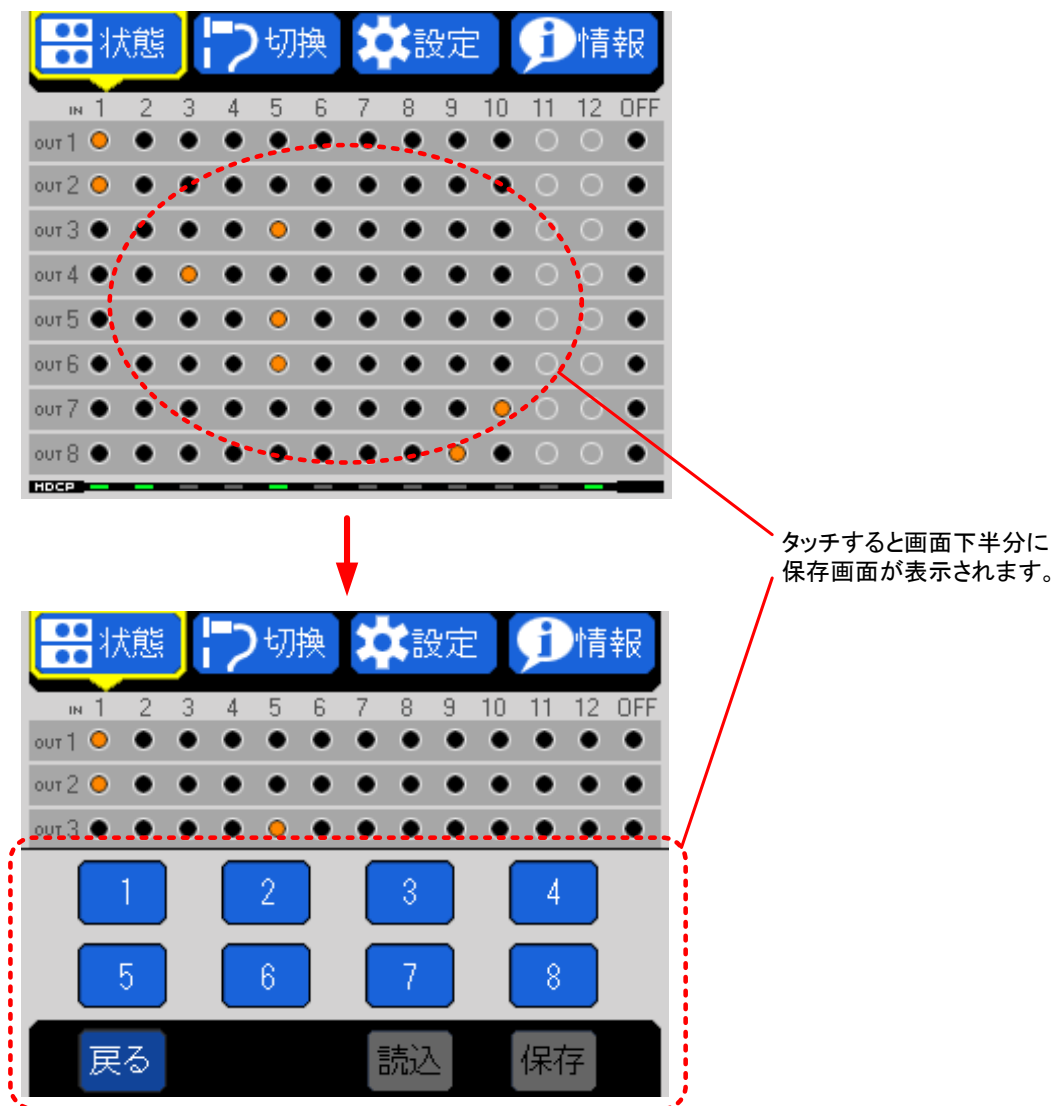 状態 切換 設定 情報
IN 1 2 3 4 5 6 7 8 9 10 11 12 OFF
OUT 1
OUT 2
OUT 3
OUT 4
OUT 5
OUT 6
OUT 7
OUT 8
HDCP
タッチすると画面下半分に
保存画面が表示されます。
状態 切換 設定 情報
IN 1 2 3 4 5 6 7 8 9 10 11 12 OFF
OUT 1
OUT 2
OUT 3
1 2 3 4
5 6 7 8
戻る 読込 保存